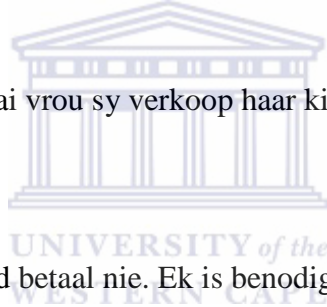 ai vrou sy verkoop haar ki
UNIVERSITY of the
d betaal nie. Ek is benodig
WESTERN CAPE